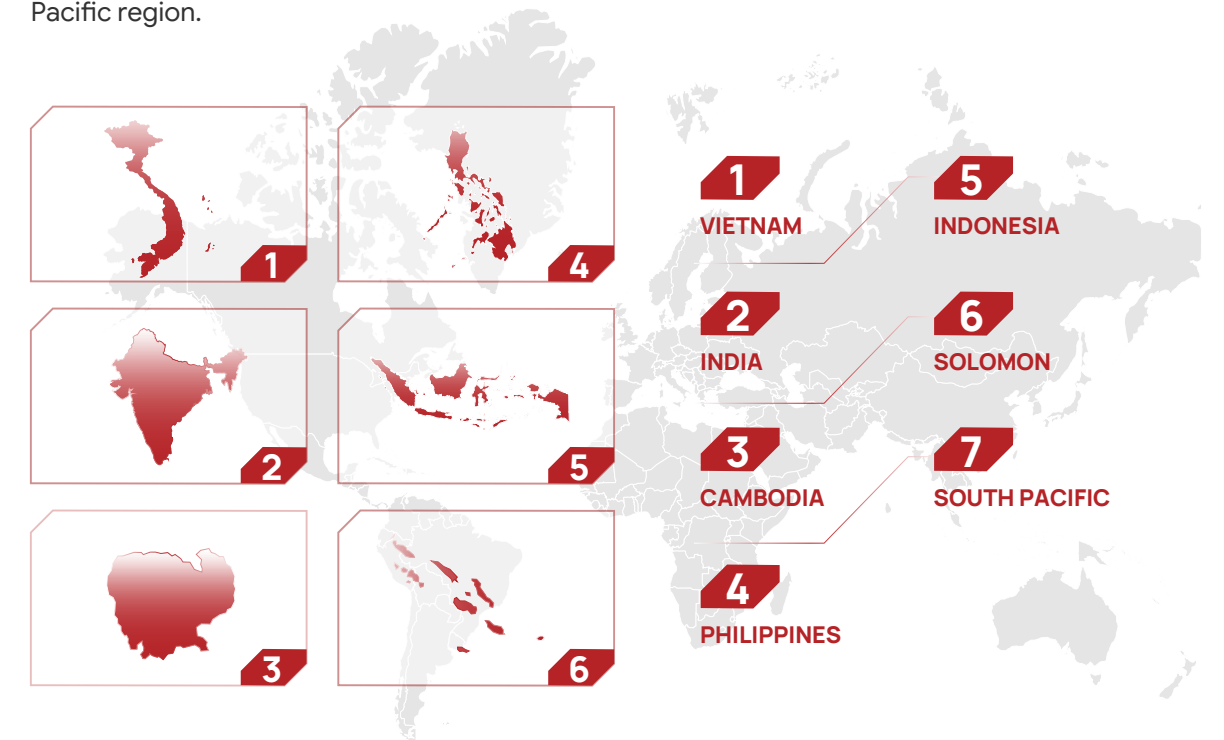 Pacific region.
1
4
2
5
3
6
1
VIETNAM
5
INDONESIA
2
INDIA
6
SOLOMON
3
CAMBODIA
7
SOUTH PACIFIC
4
PHILIPPINES